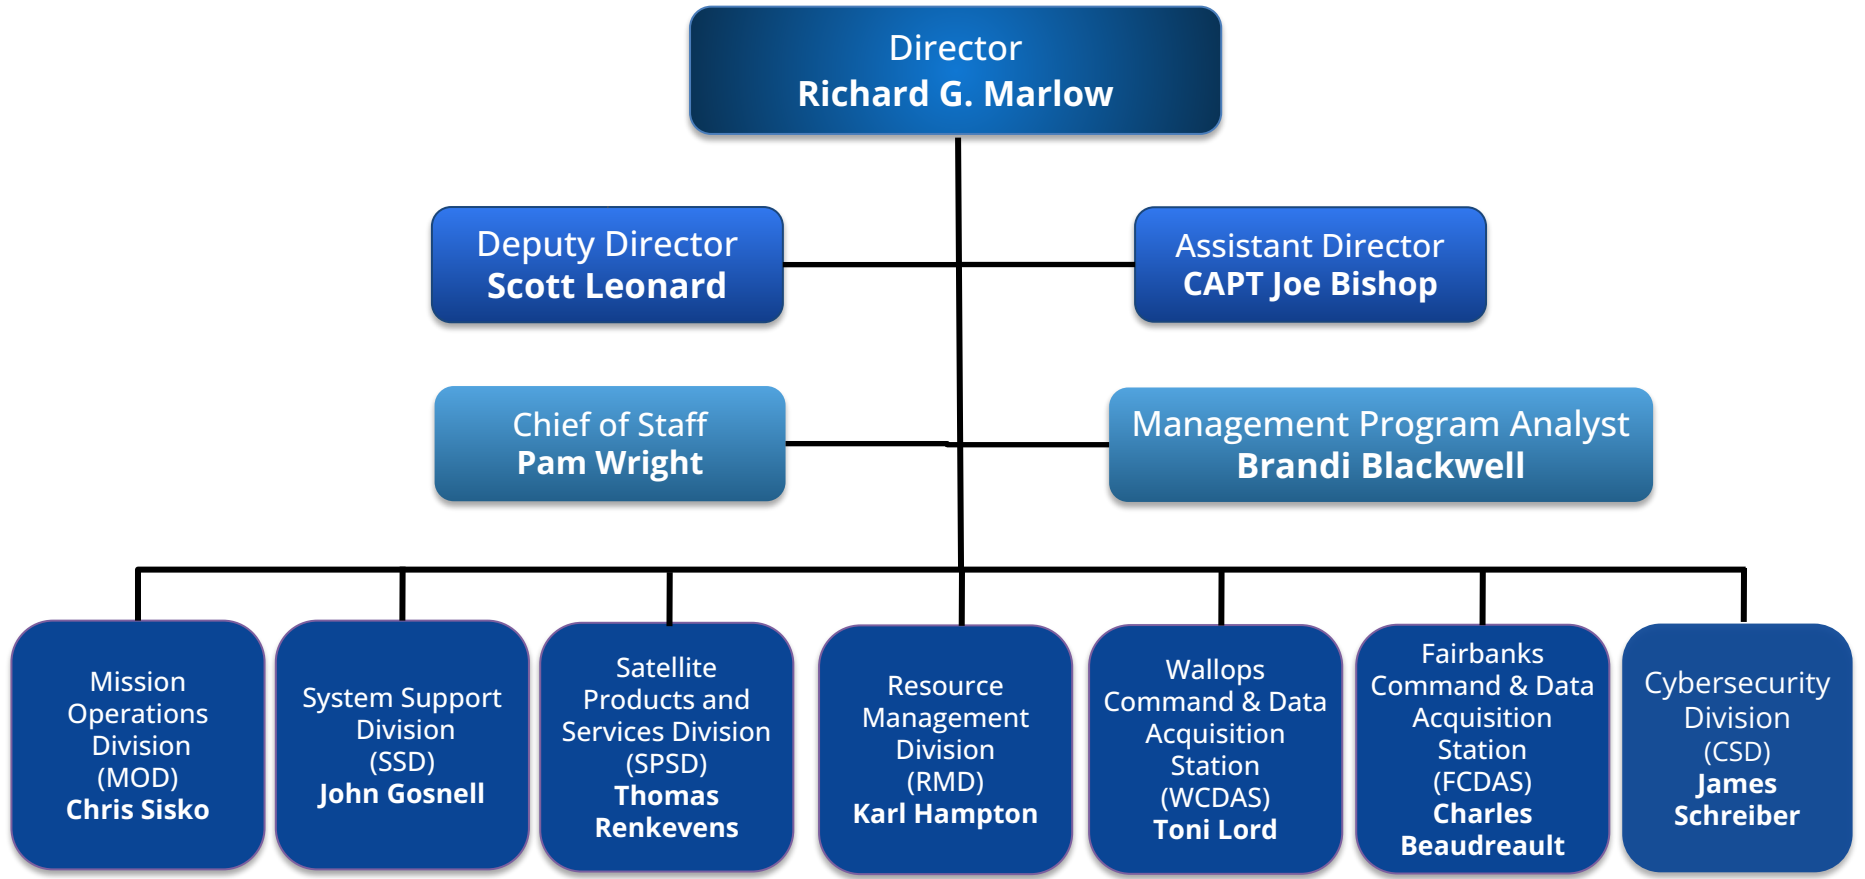 Director
Richard G. Marlow
Deputy Director
Scott Leonard
Assistant Director
CAPT Joe Bishop
Chief of Staff
Pam Wright
Management Program Analyst
Brandi Blackwell
Mission
Operations
Division
(MOD)
Chris Sisko
System Support
Division
(SSD)
John Gosnell
Satellite
Products and
Services Division
(SPSD)
Thomas
Renkevens
Resource
Management
Division
(RMD)
Karl Hampton
Wallops
Command & Data
Acquisition
Station
(WCDAS)
Toni Lord
Fairbanks
Command & Data
Acquisition
Station
(FCDAS)
Charles
Beaudreault
Cybersecurity
Division
(CSD)
James
Schreiber